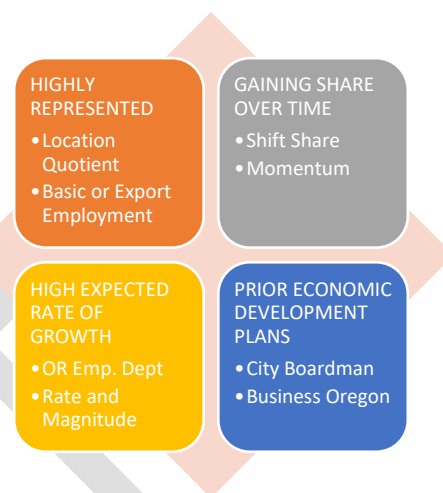 HIGHLY
REPRESENTED
•Location
Quotient
•Basic or Export
Employment
GAINING SHARE
OVER TIME
•Shift Share
•Momentum
HIGH EXPECTED
RATE OF
GROWTH
•OR Emp. Dept
•Rate and
Magnitude
PRIOR ECONOMIC
DEVELOPMENT
PLANS
•City Boardman
•Business Oregon